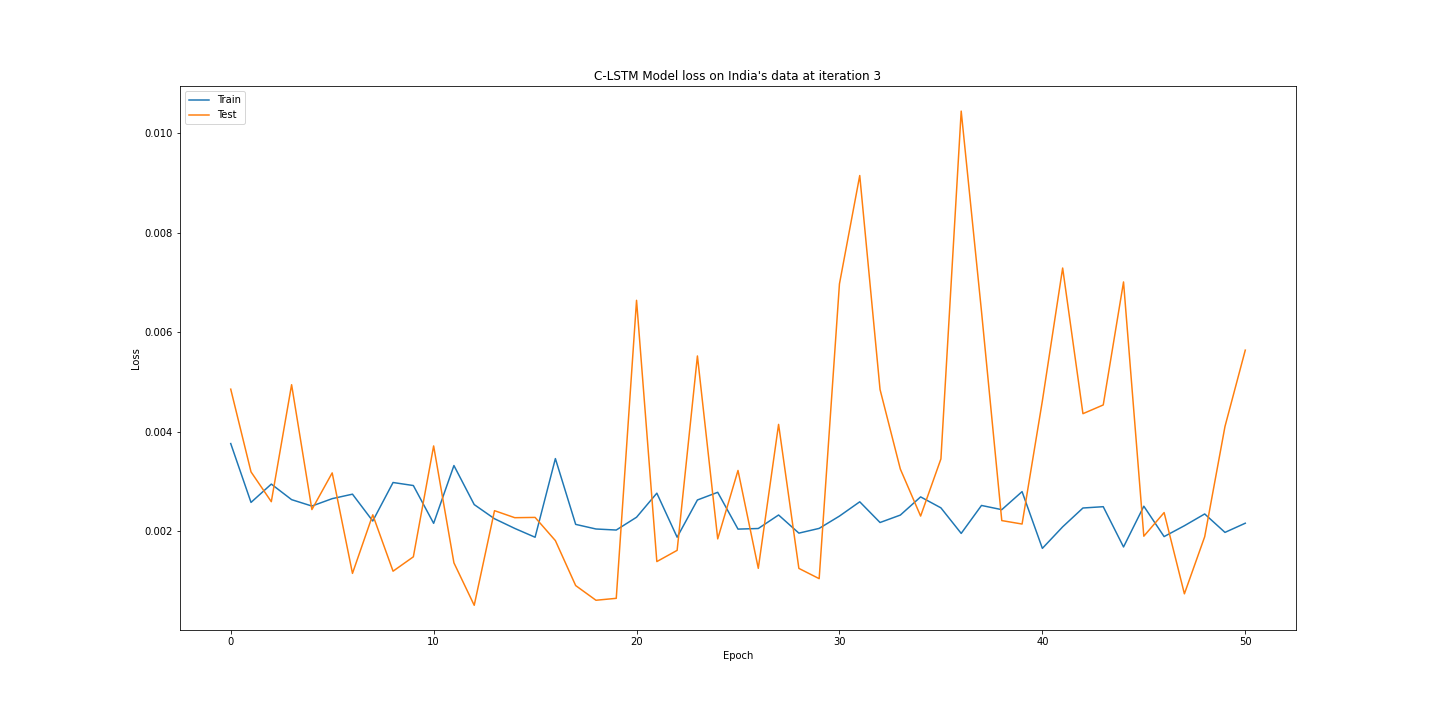 C-LSTM Model loss on India's data at iteration 3
Train
Test
0.010
0.008
0.006
0.004
0.002
Loss
0 10 20 30 40 50
Epoch